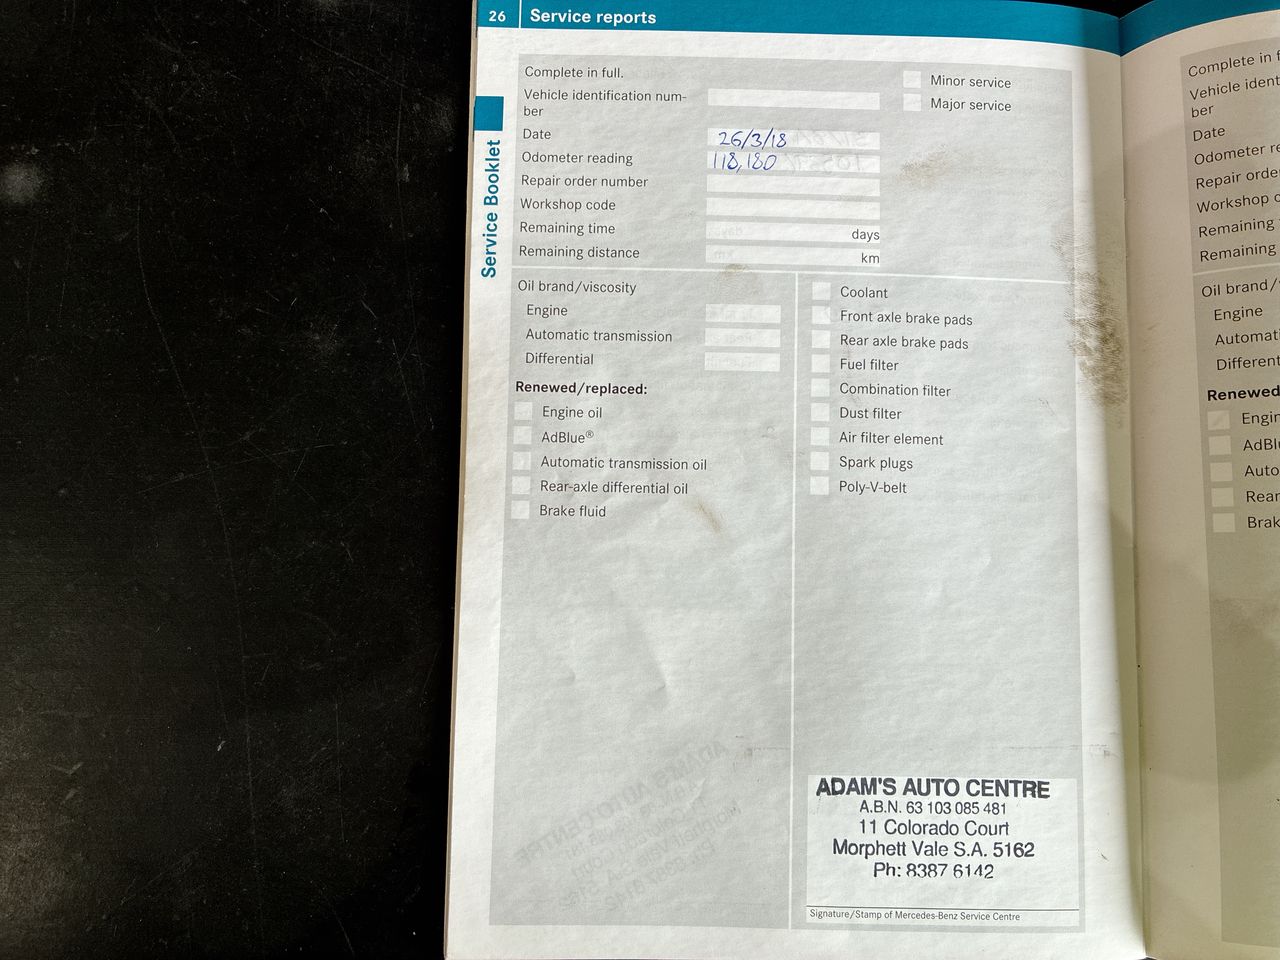 26 Service reports
Service Booklet
Complete in full.
Minor service
Major service
Vehicle identification num-
ber
Date 26/3/18
Odometer reading 118,180
Repair order number
Workshop code
Remaining time days
Remaining distance km
Oil brand/viscosity
Engine
Automatic transmission
Differential
Renewed/replaced:
Engine oil
AdBlue®
Automatic transmission oil
Rear-axle differential oil
Brake fluid
Coolant
Front axle brake pads
Rear axle brake pads
Fuel filter
Combination filter
Dust filter
Air filter element
Spark plugs
Poly-V-belt
ADAM'S AUTO CENTRE
A.B.N. 63 103 085 481
11 Colorado Court
Morphett Vale S.A. 5162
Ph: 8387 6142
Signature/Stamp of Mercedes-Benz Service Centre
Complete in f
Vehicle ident
ber
Date
Odometer re
Repair orde
Workshop c
Remaining
Remaining
Oil brand/
Engine
Automat
Different
Renewed
Engin
AdBlu
Auto
Rear
Brak